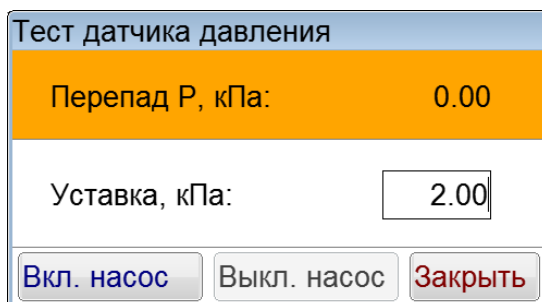 Тест датчика давления
Перепад Р, кПа: 0.00
Уставка, кПа: 2.00
Вкл. насос Выкл. насос Закрыть